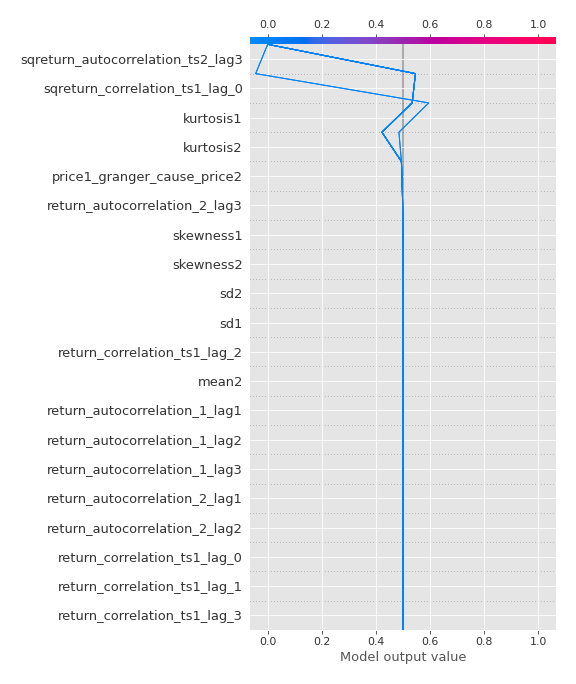 0.0 0.2 0.4 0.6 0.8 1.0
sqreturn_autocorrelation_ts2_lag3
sqreturn_correlation_ts1_lag_0
kurtosis1
kurtosis2
price1_granger_cause_price2
return_autocorrelation_2_lag3
skewness1
skewness2
sd2
sd1
return_correlation_ts1_lag_2
mean2
return_autocorrelation_1_lag1
return_autocorrelation_1_lag2
return_autocorrelation_1_lag3
return_autocorrelation_2_lag1
return_autocorrelation_2_lag2
return_correlation_ts1_lag_0
return_correlation_ts1_lag_1
return_correlation_ts1_lag_3
0.0 0.2 0.4 0.6 0.8 1.0
Model output value